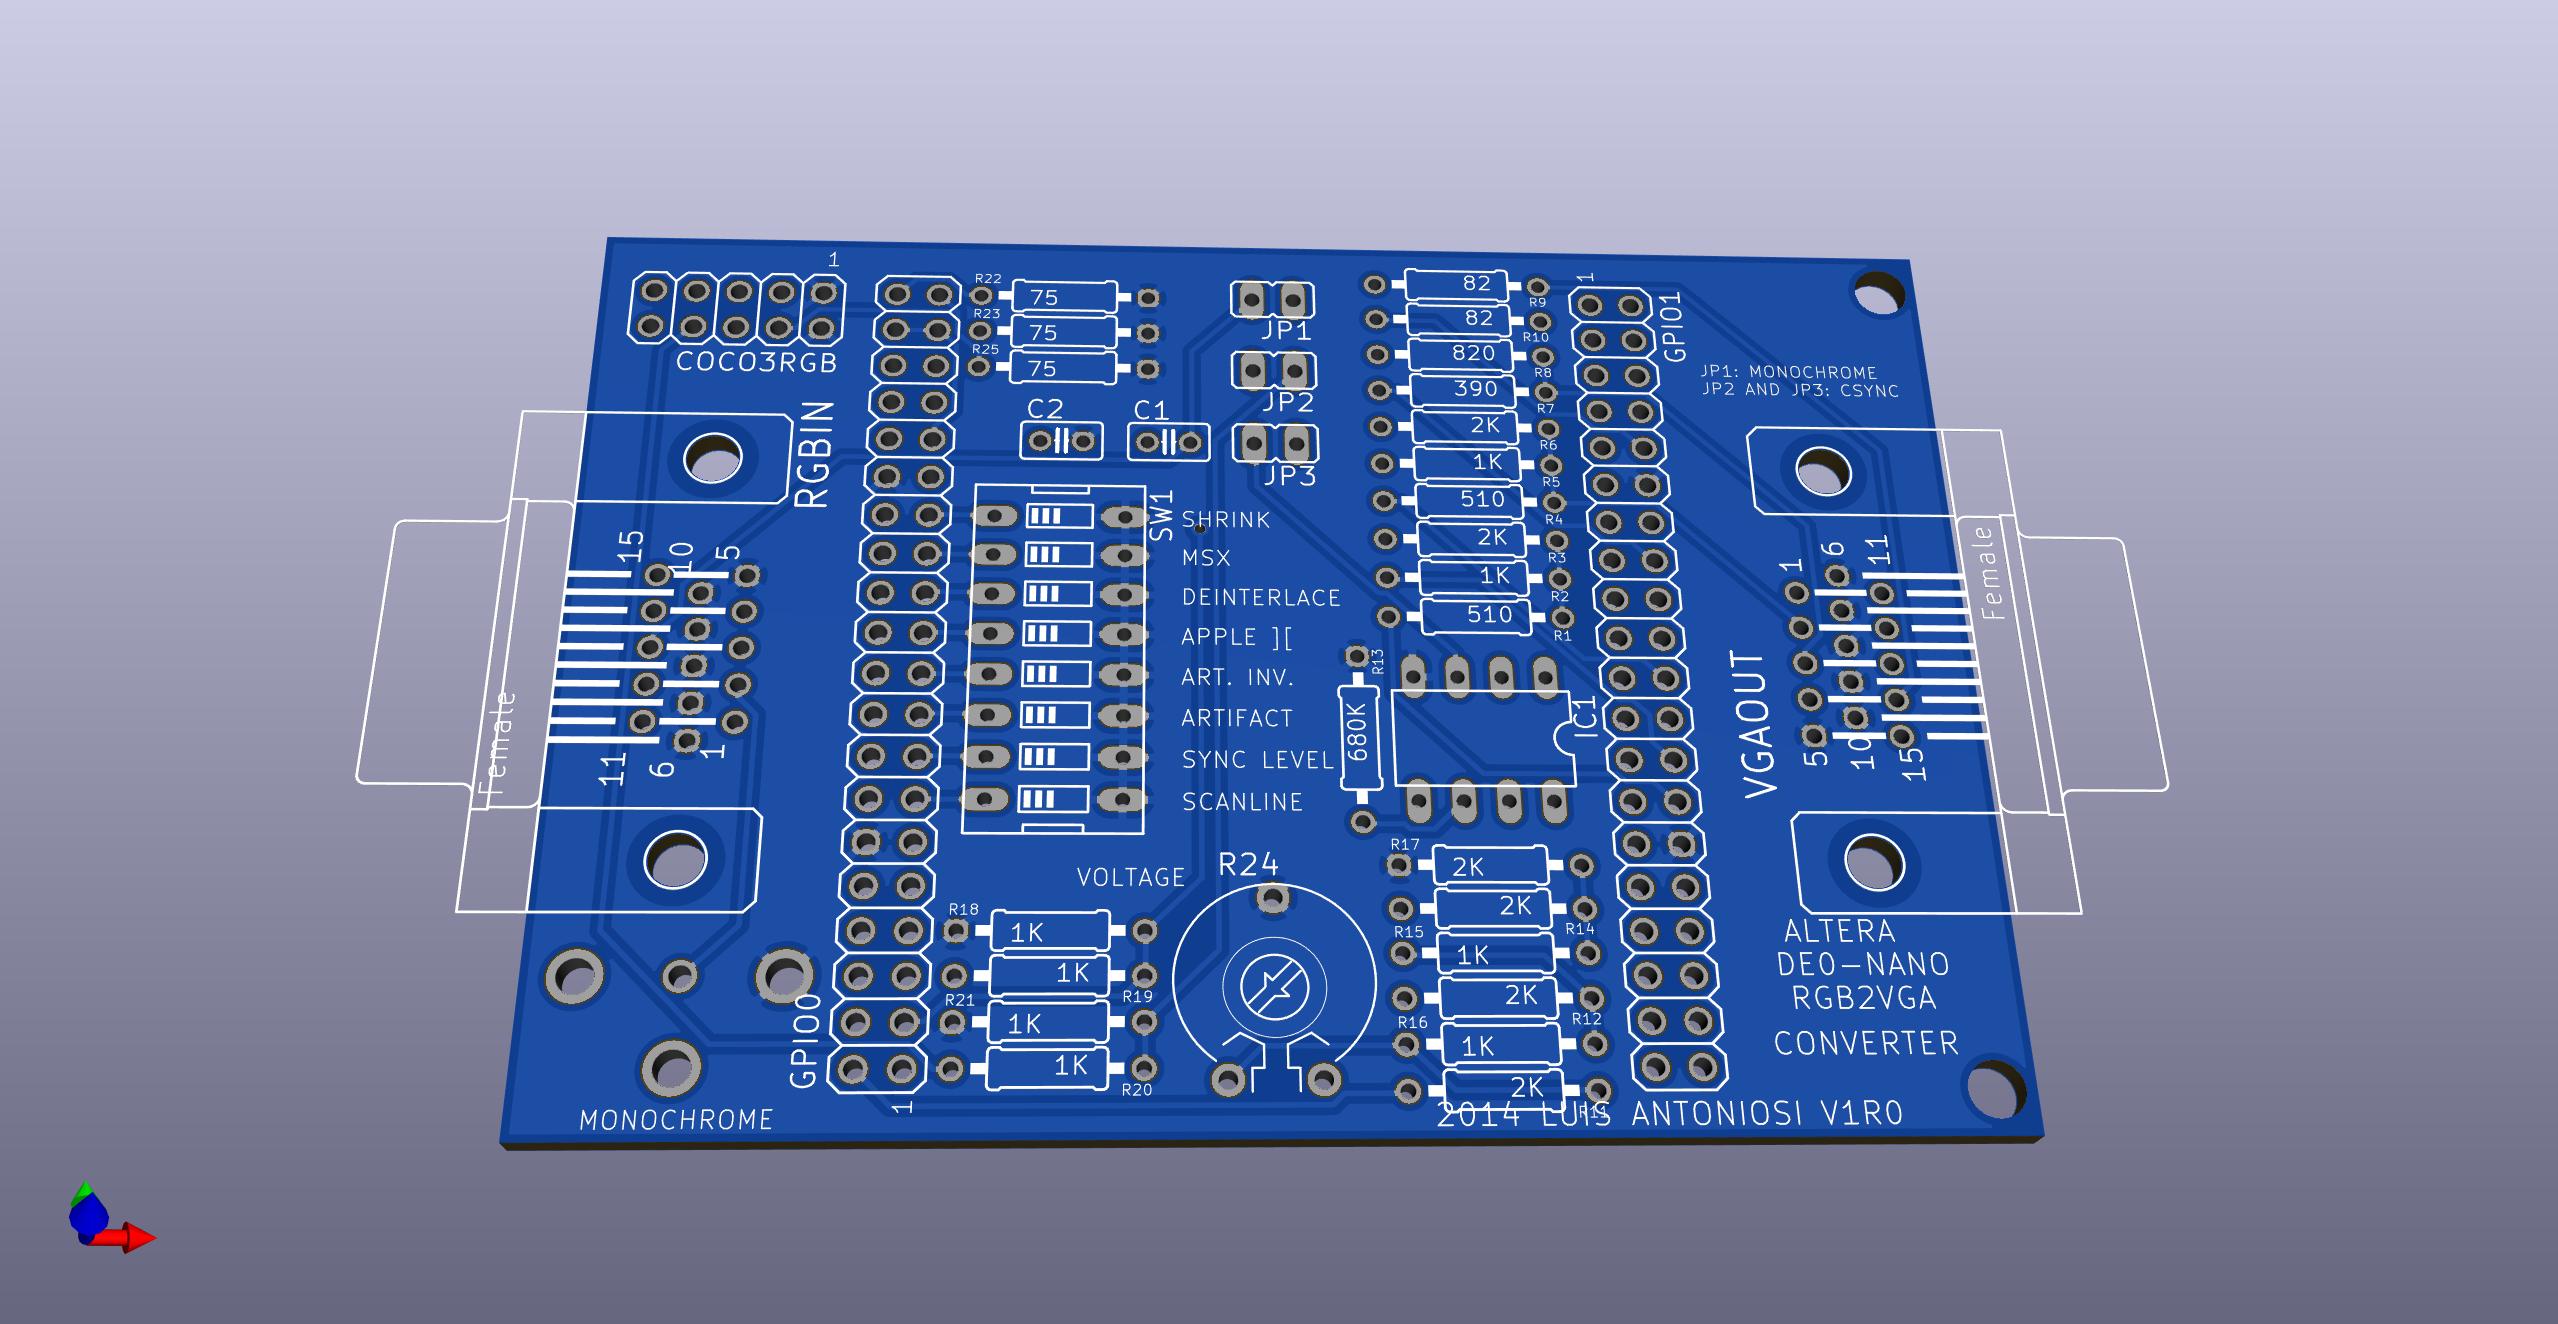 1
COCO3RGB
R22
75
R23
75
R25
75
C2
C1
JP1
JP2
JP3
82
R9
82
R10
820
R8
390
R7
2K
R6
1K
R5
510
R4
2K
R3
1K
R2
510
R1
1
GPIO1
JP1: MONOCHROME
JP2 AND JP3: CSYNC
RGBIN
SW1
SHRINK
MSX
DEINTERLACE
APPLE ][
ART. INV.
ARTIFACT
SYNC LEVEL
SCANLINE
15
10
5
11
6
1
Female
R13
680K
IC1
VGAOUT
1
6
11
5
10
15
Female
VOLTAGE
R24
R18
1K
1K
R19
R21
1K
1K
R20
R17
2K
2K
R14
R15
1K
2K
R12
R16
1K
2K
R11
GPIO0
1
MONOCHROME
ALTERA
DE0-NANO
RGB2VGA
CONVERTER
2014 LUIS ANTONIOSI V1R0